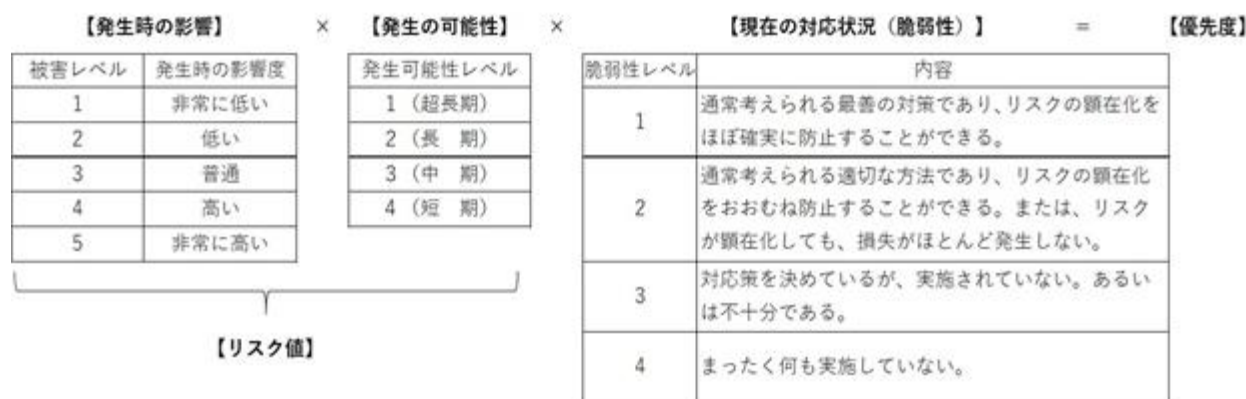 【発生時の影響】 × 【発生の可能性】 × 【現在の対応状況（脆弱性）】 = 【優先度】
被害レベル 発生時の影響度
1 非常に低い
2 低い
3 普通
4 高い
5 非常に高い
発生可能性レベル
1（超長期）
2（長　期）
3（中　期）
4（短　期）
【リスク値】
脆弱性レベル 内容
1 通常考えられる最善の対策であり、リスクの顕在化を
ほぼ確実に防止することができる。
2 通常考えられる適切な方法であり、リスクの顕在化
をおおむね防止することができる。または、リスク
が顕在化しても、損失がほとんど発生しない。
3 対応策を決めているが、実施されていない。あるい
は不十分である。
4 まったく何も実施していない。